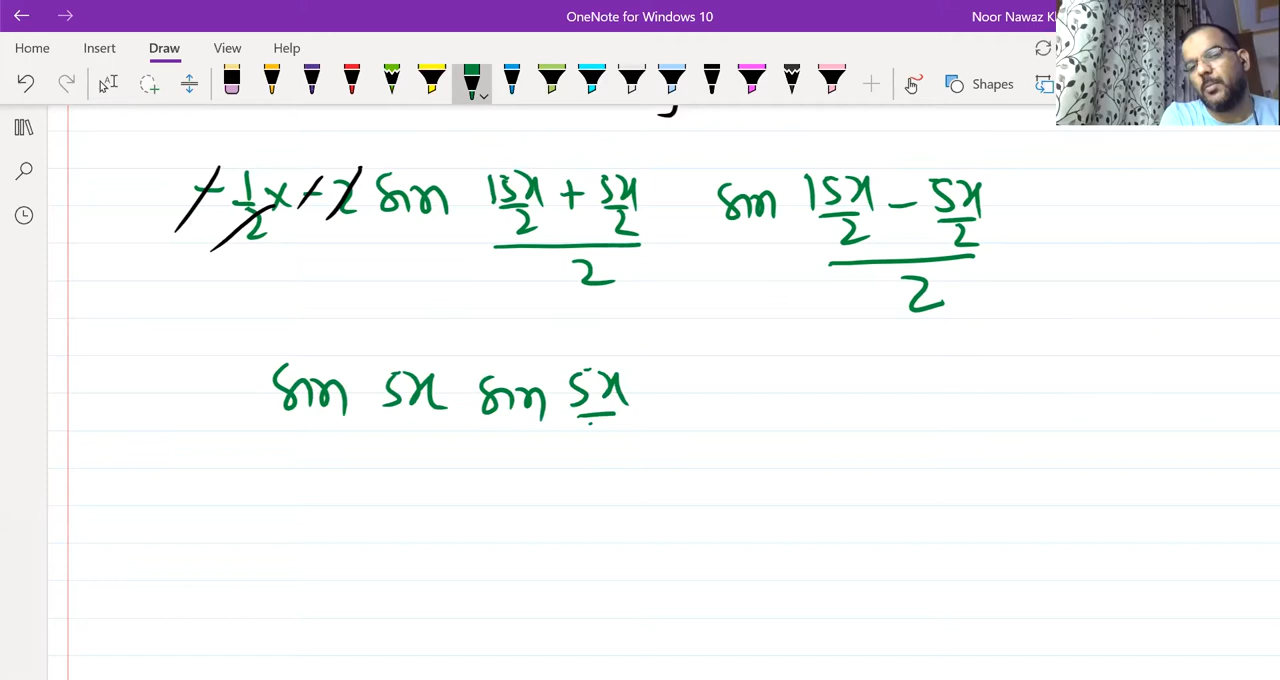 OneNote for Windows 10
Noor Nawaz K
Home Insert Draw View Help
Shapes
-1/2 x -2 sin (15x/2 + 5x/2)/2 sin (15x/2 - 5x/2)/2
sin 5x sin 5x